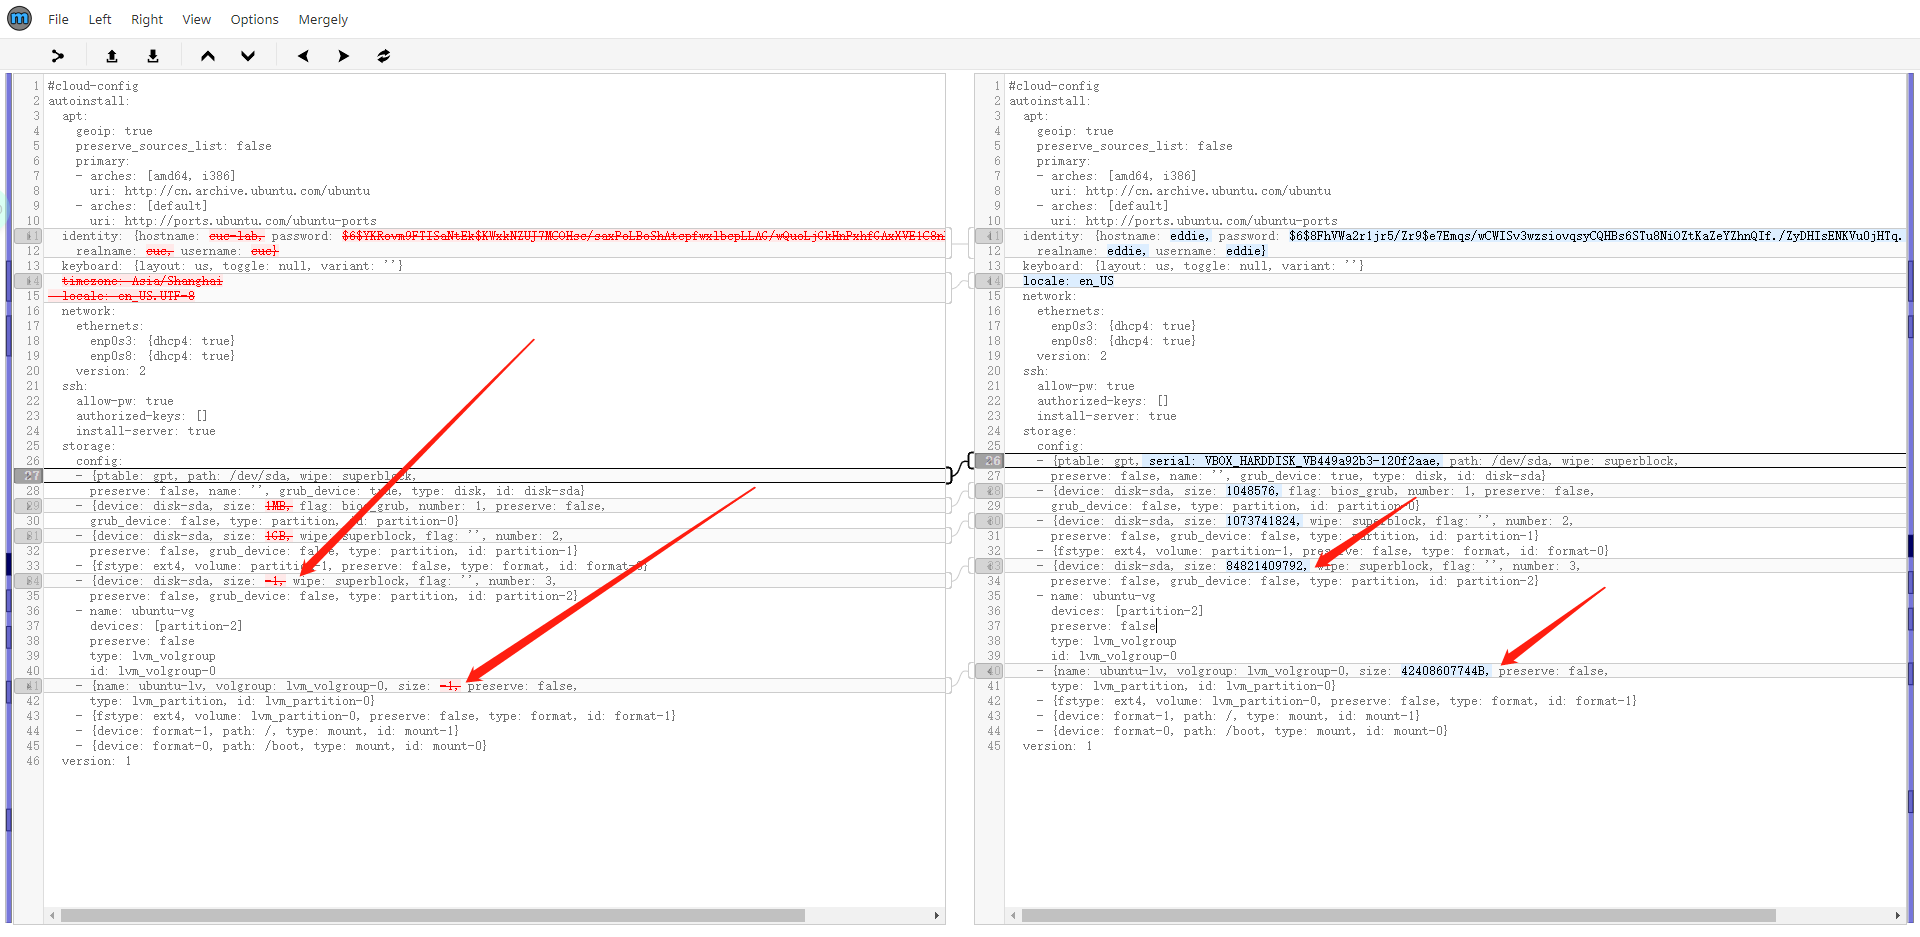 m File Left Right View Options Mergely
1 #cloud-config
2 autoinstall:
3 apt:
4 geoip: true
5 preserve_sources_list: false
6 primary:
7 - arches: [amd64, i386]
8 uri: http://cn.archive.ubuntu.com/ubuntu
9 - arches: [default]
10 uri: http://ports.ubuntu.com/ubuntu-ports
11 identity: {hostname: cuc-lab, password:
12 realname: cuc, username: cuc}
13 keyboard: {layout: us, toggle: null, variant: ''}
14 timezone: Asia/Shanghai
15 locale: en_US.UTF-8
16 network:
17 ethernets:
18 enp0s3: {dhcp4: true}
19 enp0s8: {dhcp4: true}
20 version: 2
21 ssh:
22 allow-pw: true
23 authorized-keys: []
24 install-server: true
25 storage:
26 config:
27 - {ptable: gpt, path: /dev/sda, wipe: superblock,
28 preserve: false, name: '', grub_device: true, type: disk, id: disk-sda}
29 - {device: disk-sda, size: 1MB, flag: bios_grub, number: 1, preserve: false,
30 grub_device: false, type: partition, id: partition-0}
31 - {device: disk-sda, size: 1GB, wipe: superblock, flag: '', number: 2,
32 preserve: false, grub_device: false, type: partition, id: partition-1}
33 - {fstype: ext4, volume: partition-1, preserve: false, type: format, id: format-0}
34 - {device: disk-sda, size: -1, wipe: superblock, flag: '', number: 3,
35 preserve: false, grub_device: false, type: partition, id: partition-2}
36 - name: ubuntu-vg
37 devices: [partition-2]
38 preserve: false
39 type: lvm_volgroup
40 id: lvm_volgroup-0
41 - {name: ubuntu-lv, volgroup: lvm_volgroup-0, size: -1, preserve: false,
42 type: lvm_partition, id: lvm_partition-0}
43 - {fstype: ext4, volume: lvm_partition-0, preserve: false, type: format, id: format-1}
44 - {device: format-1, path: /, type: mount, id: mount-1}
45 - {device: format-0, path: /boot, type: mount, id: mount-0}
46 version: 1
1 #cloud-config
2 autoinstall:
3 apt:
4 geoip: true
5 preserve_sources_list: false
6 primary:
7 - arches: [amd64, i386]
8 uri: http://cn.archive.ubuntu.com/ubuntu
9 - arches: [default]
10 uri: http://ports.ubuntu.com/ubuntu-ports
11 identity: {hostname: eddie, password: $6$8FhVWa2r1jr5/Zr9$e7Emqs/wCWISv3wzsiovqsyCQHBs6STu8NiOZtKaZeYZhnQIf./ZyDHIsENKVu0jHTq.
12 realname: eddie, username: eddie}
13 keyboard: {layout: us, toggle: null, variant: ''}
14 locale: en_US
15 network:
16 ethernets:
17 enp0s3: {dhcp4: true}
18 enp0s8: {dhcp4: true}
19 version: 2
20 ssh:
21 allow-pw: true
22 authorized-keys: []
23 install-server: true
24 storage:
25 config:
26 - {ptable: gpt, serial: VBOX_HARDDISK_VB449a92b3-120f2aae, path: /dev/sda, wipe: superblock,
27 preserve: false, name: '', grub_device: true, type: disk, id: disk-sda}
28 - {device: disk-sda, size: 1048576, flag: bios_grub, number: 1, preserve: false,
29 grub_device: false, type: partition, id: partition-0}
30 - {device: disk-sda, size: 1073741824, wipe: superblock, flag: '', number: 2,
31 preserve: false, grub_device: false, type: partition, id: partition-1}
32 - {fstype: ext4, volume: partition-1, preserve: false, type: format, id: format-0}
33 - {device: disk-sda, size: 84821409792, wipe: superblock, flag: '', number: 3,
34 preserve: false, grub_device: false, type: partition, id: partition-2}
35 - name: ubuntu-vg
36 devices: [partition-2]
37 preserve: false
38 type: lvm_volgroup
39 id: lvm_volgroup-0
40 - {name: ubuntu-lv, volgroup: lvm_volgroup-0, size: 42408607744B, preserve: false,
41 type: lvm_partition, id: lvm_partition-0}
42 - {fstype: ext4, volume: lvm_partition-0, preserve: false, type: format, id: format-1}
43 - {device: format-1, path: /, type: mount, id: mount-1}
44 - {device: format-0, path: /boot, type: mount, id: mount-0}
45 version: 1